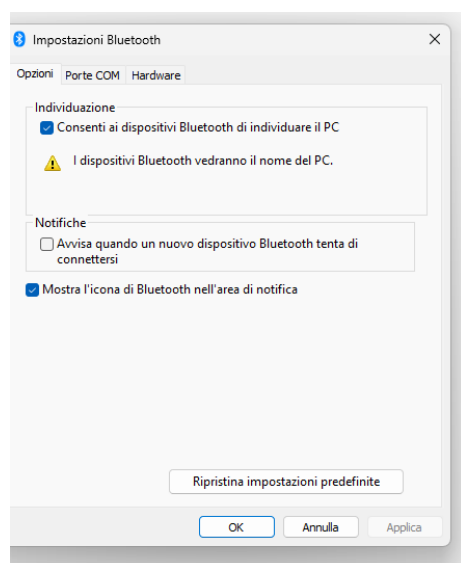 Impostazioni Bluetooth
Opzioni Porte COM Hardware
Individuazione
Consenti ai dispositivi Bluetooth di individuare il PC
I dispositivi Bluetooth vedranno il nome del PC.
Notifiche
Avvisa quando un nuovo dispositivo Bluetooth tenta di
connettersi
Mostra l'icona di Bluetooth nell'area di notifica
Ripristina impostazioni predefinite
OK Annulla Applica